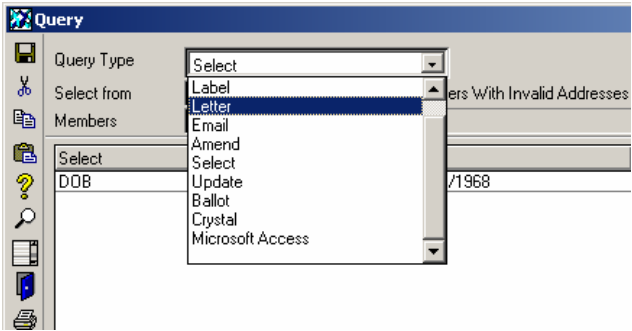 Query
Query Type
Select
Select from
ers With Invalid Addresses
Members
Label
Letter
Email
Amend
Select
Update
Ballot
Crystal
Microsoft Access
Select
DOB
/1968